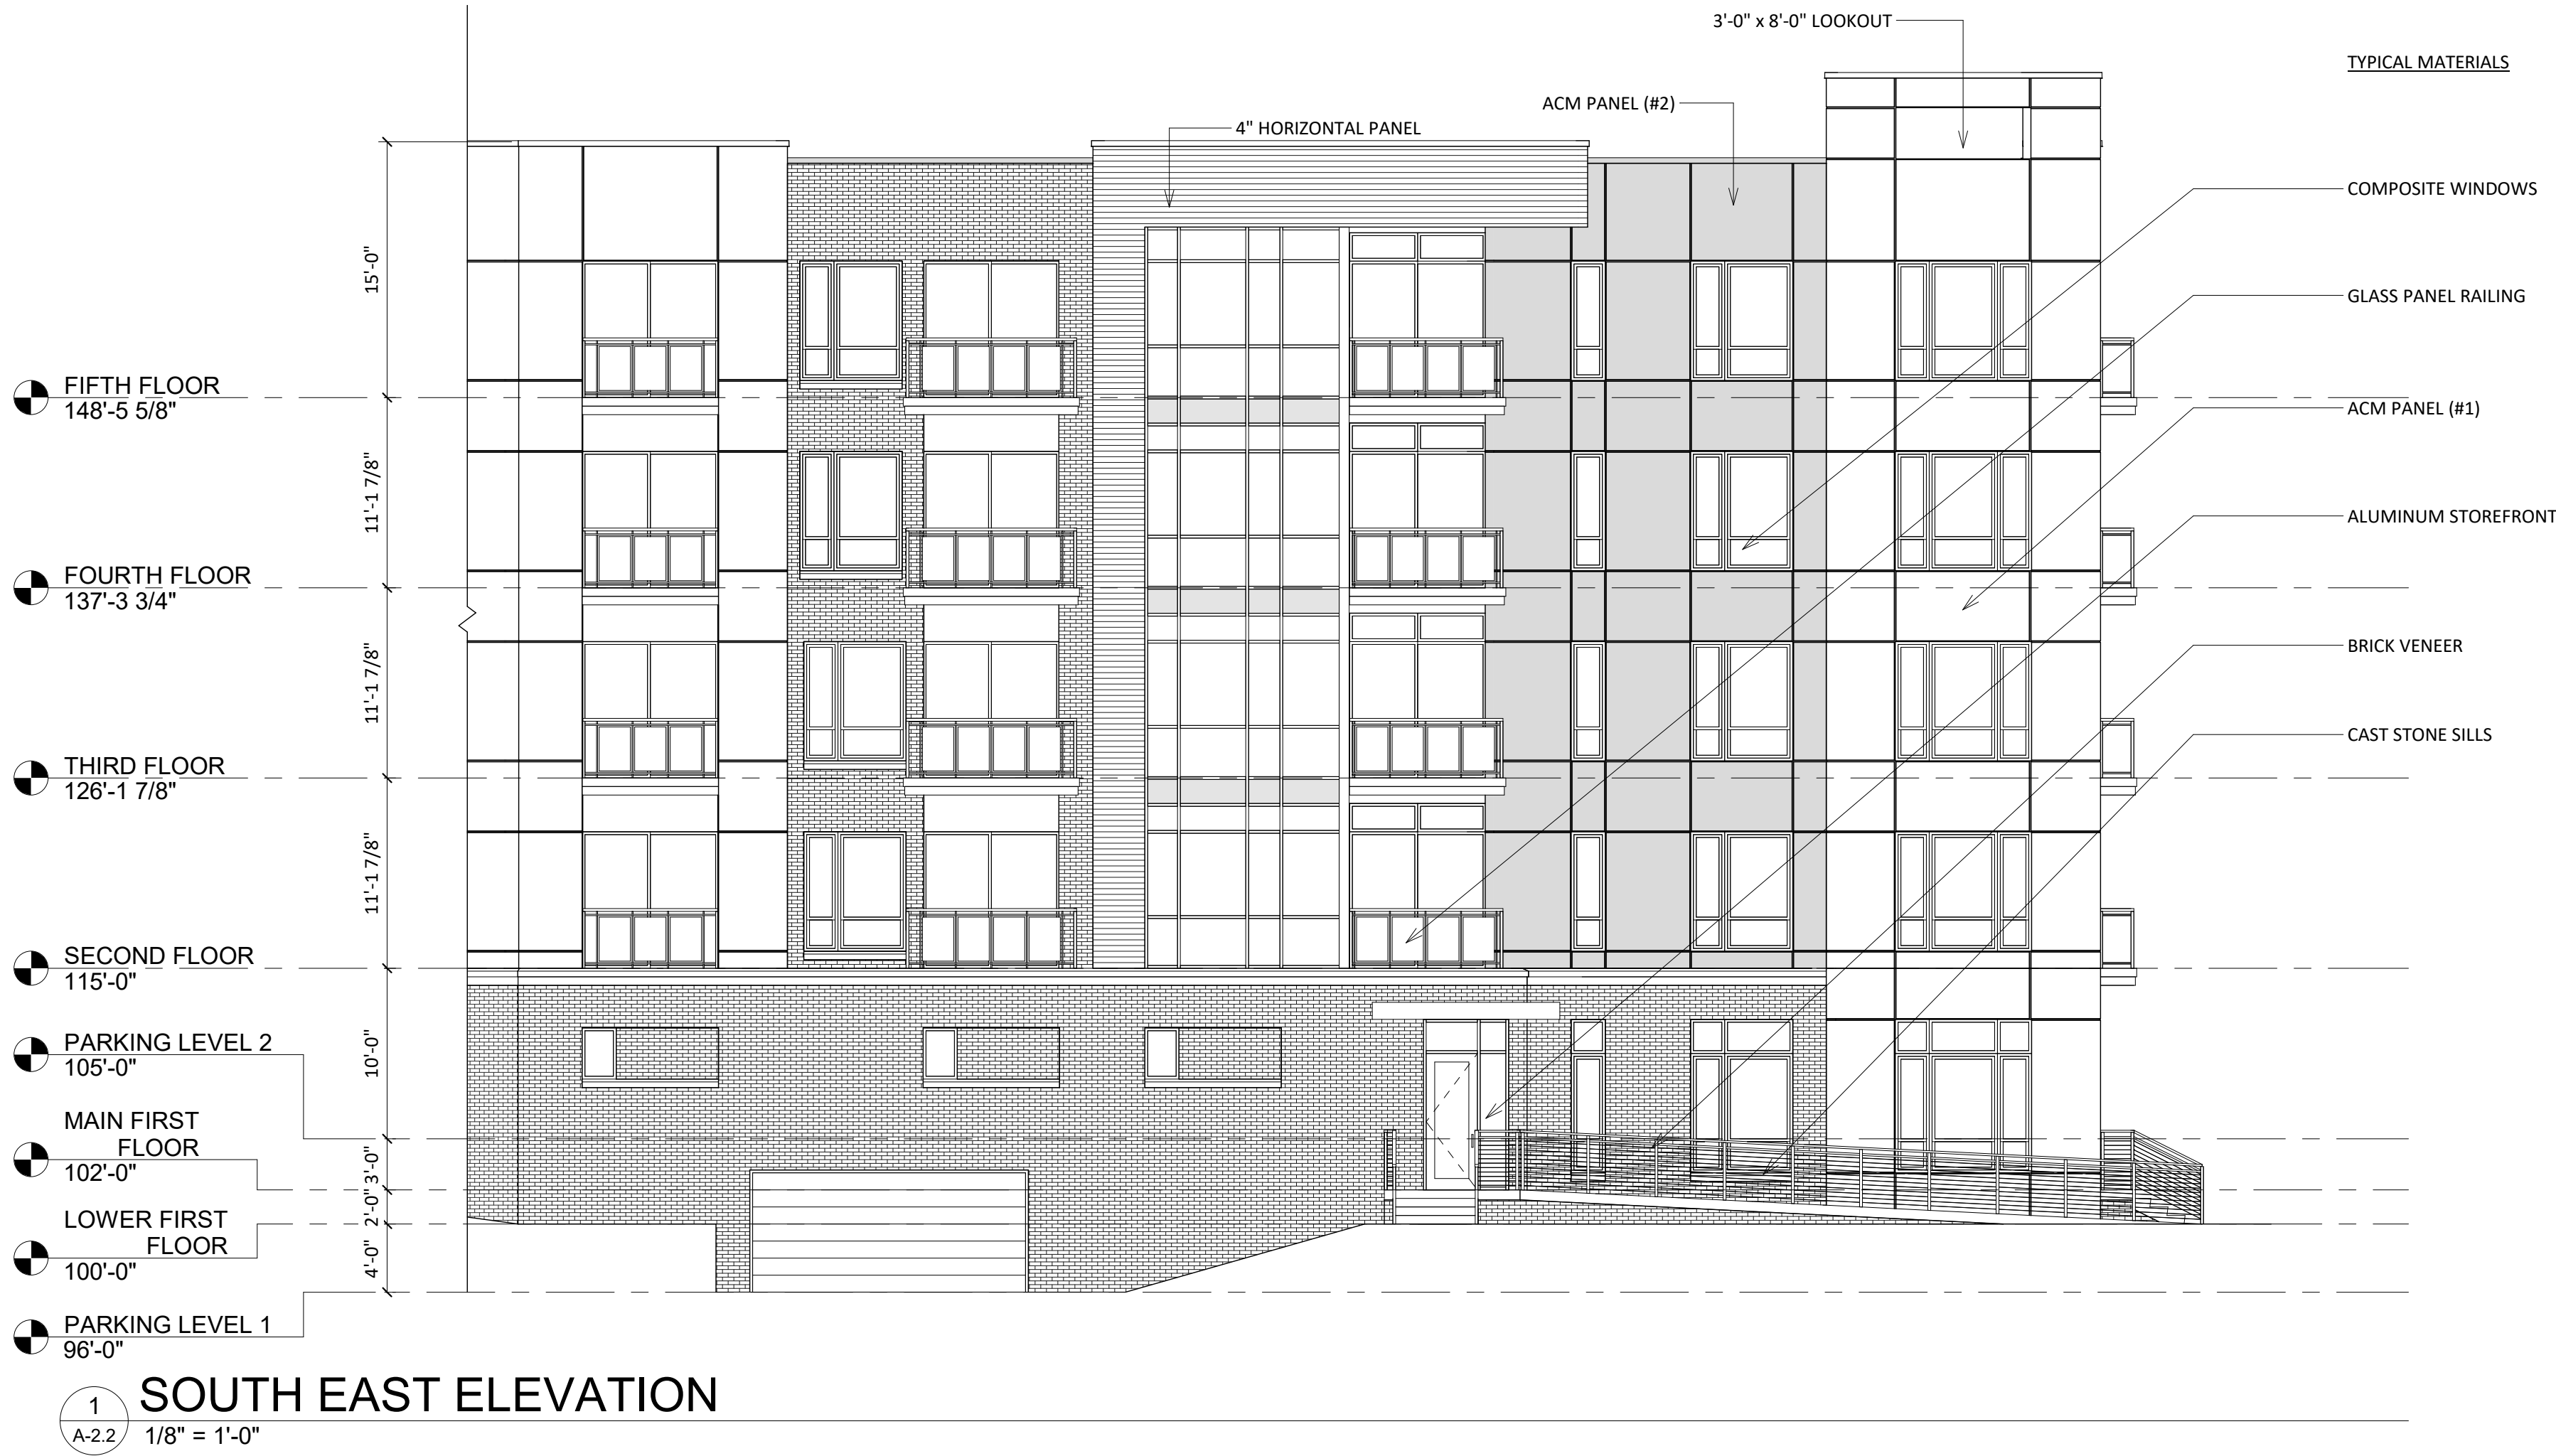 3'-0" x 8'-0" LOOKOUT
TYPICAL MATERIALS
ACM PANEL (#2)
4" HORIZONTAL PANEL
COMPOSITE WINDOWS
GLASS PANEL RAILING
ACM PANEL (#1)
ALUMINUM STOREFRONT
BRICK VENEER
CAST STONE SILLS
15'-0"
11'-1 7/8"
11'-1 7/8"
11'-1 7/8"
10'-0"
3'-0"
2'-0"
4'-0"
FIFTH FLOOR
148'-5 5/8"
FOURTH FLOOR
137'-3 3/4"
THIRD FLOOR
126'-1 7/8"
SECOND FLOOR
115'-0"
PARKING LEVEL 2
105'-0"
MAIN FIRST
FLOOR
102'-0"
LOWER FIRST
FLOOR
100'-0"
PARKING LEVEL 1
96'-0"
1
A-2.2
SOUTH EAST ELEVATION
1/8" = 1'-0"